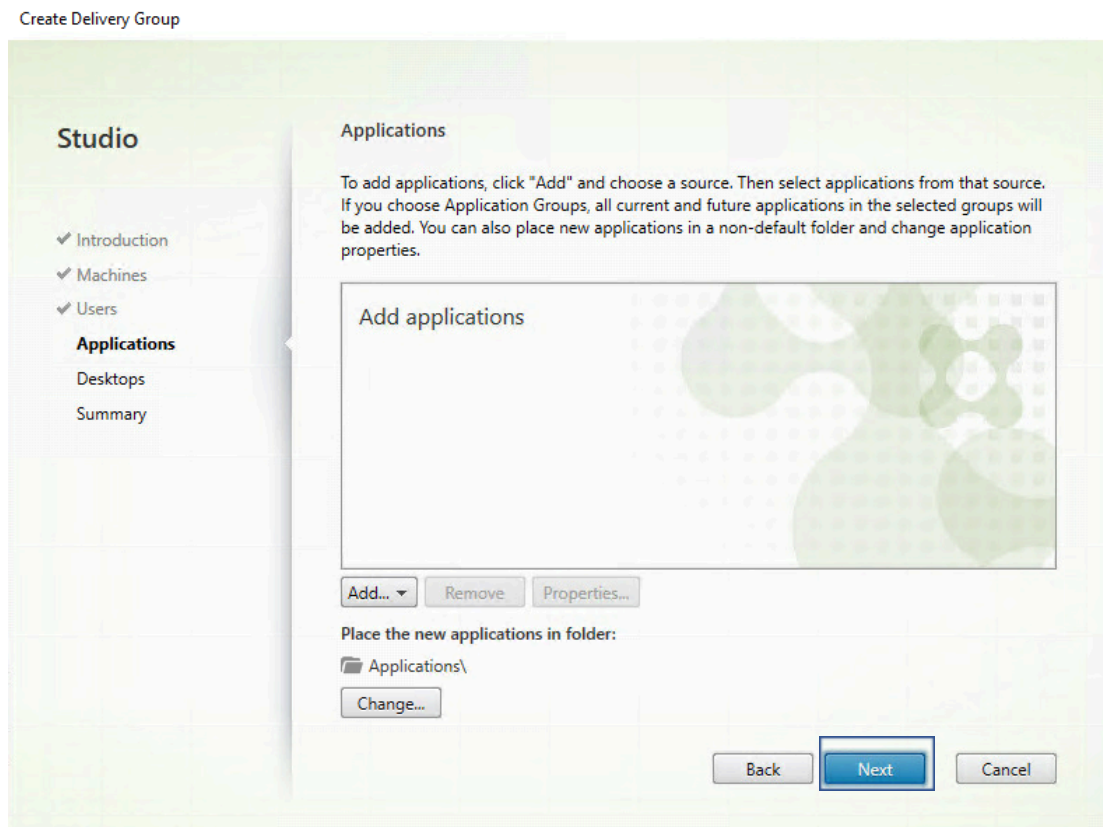 Create Delivery Group
Studio
Introduction
Machines
Users
Applications
Desktops
Summary
Applications
To add applications, click "Add" and choose a source. Then select applications from that source.
If you choose Application Groups, all current and future applications in the selected groups will
be added. You can also place new applications in a non-default folder and change application
properties.
Add applications
Add... Remove Properties...
Place the new applications in folder:
Applications\
Change...
Back Next Cancel